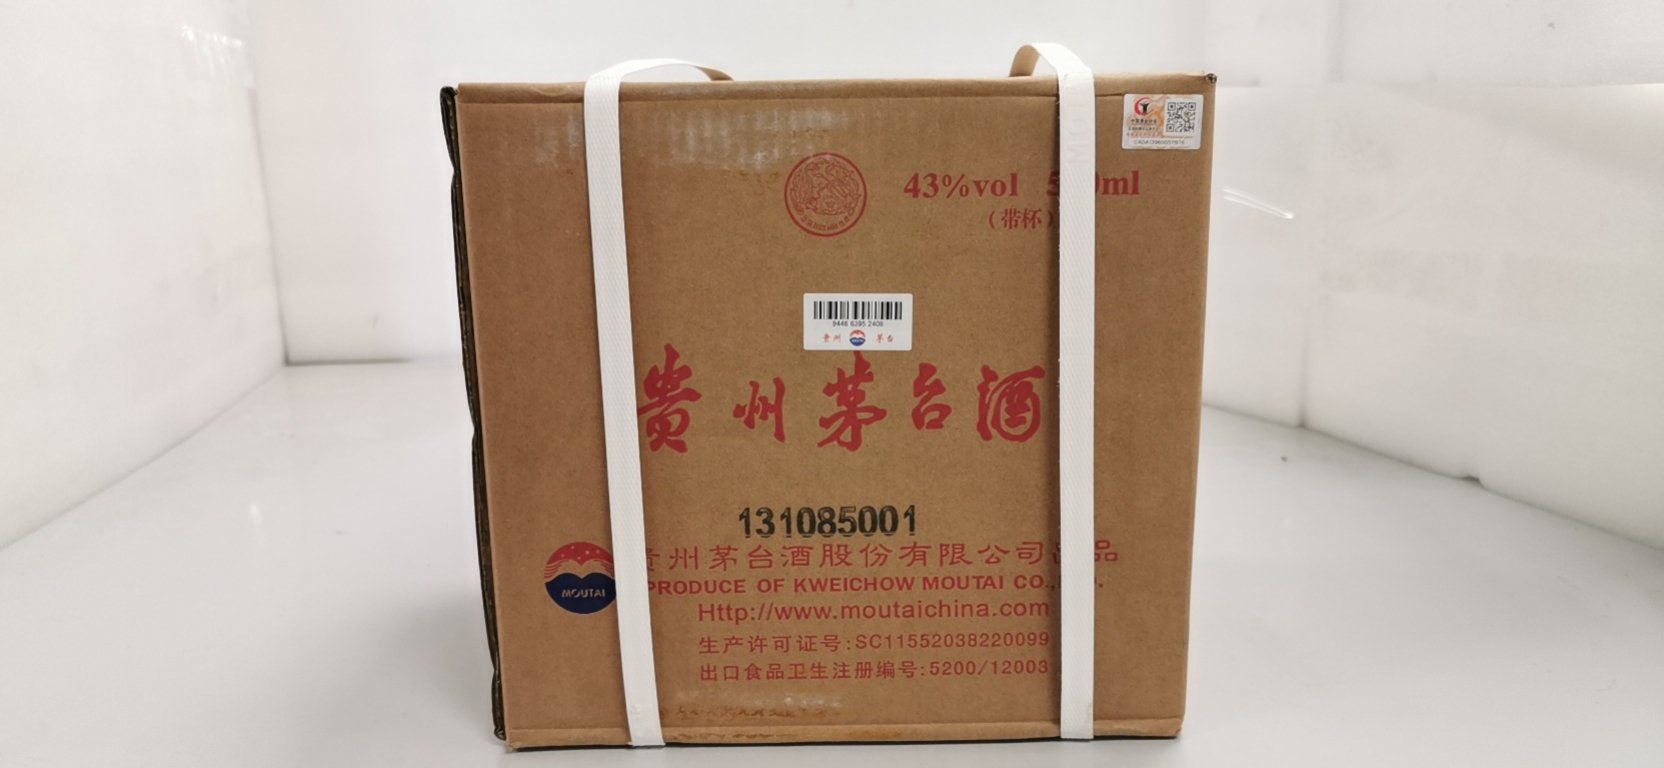 43%vol
（带杯）
9446 6395 2408
贵州 MOUTAI 茅台
贵州茅台酒
131085001
贵州茅台酒股份有限公司出品
MOUTAI
PRODUCE OF KWEICHOW MOUTAI CO.,
Http://www.moutaichina.com
生产许可证号:SC11552038220099
出口食品卫生注册编号:5200/12003